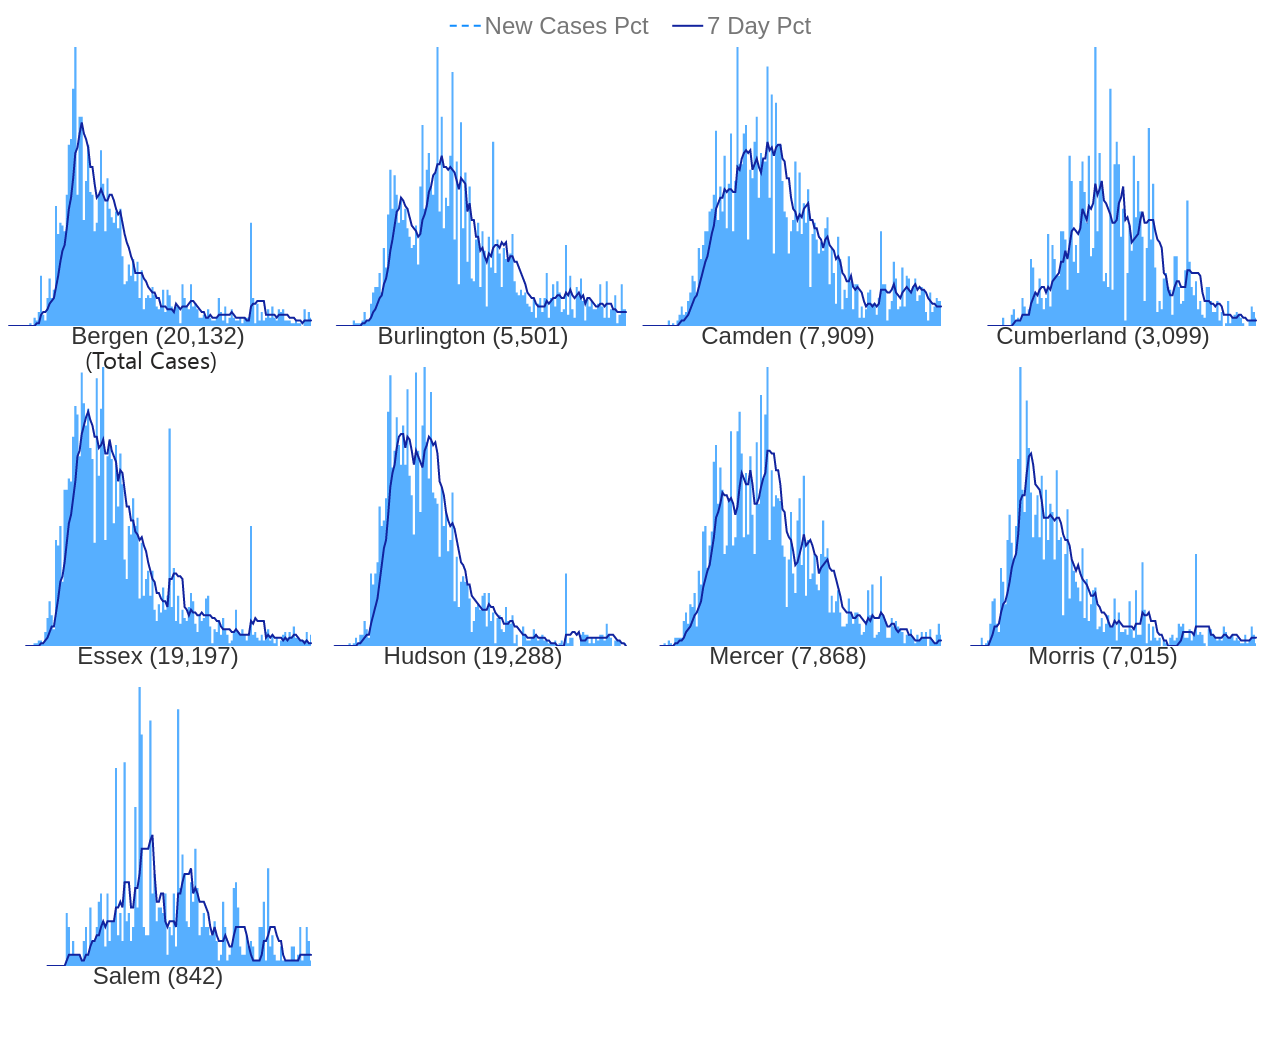 New Cases Pct 7 Day Pct
Bergen (20,132) Burlington (5,501) Camden (7,909) Cumberland (3,099)
(Total Cases)
Essex (19,197) Hudson (19,288) Mercer (7,868) Morris (7,015)
Salem (842)